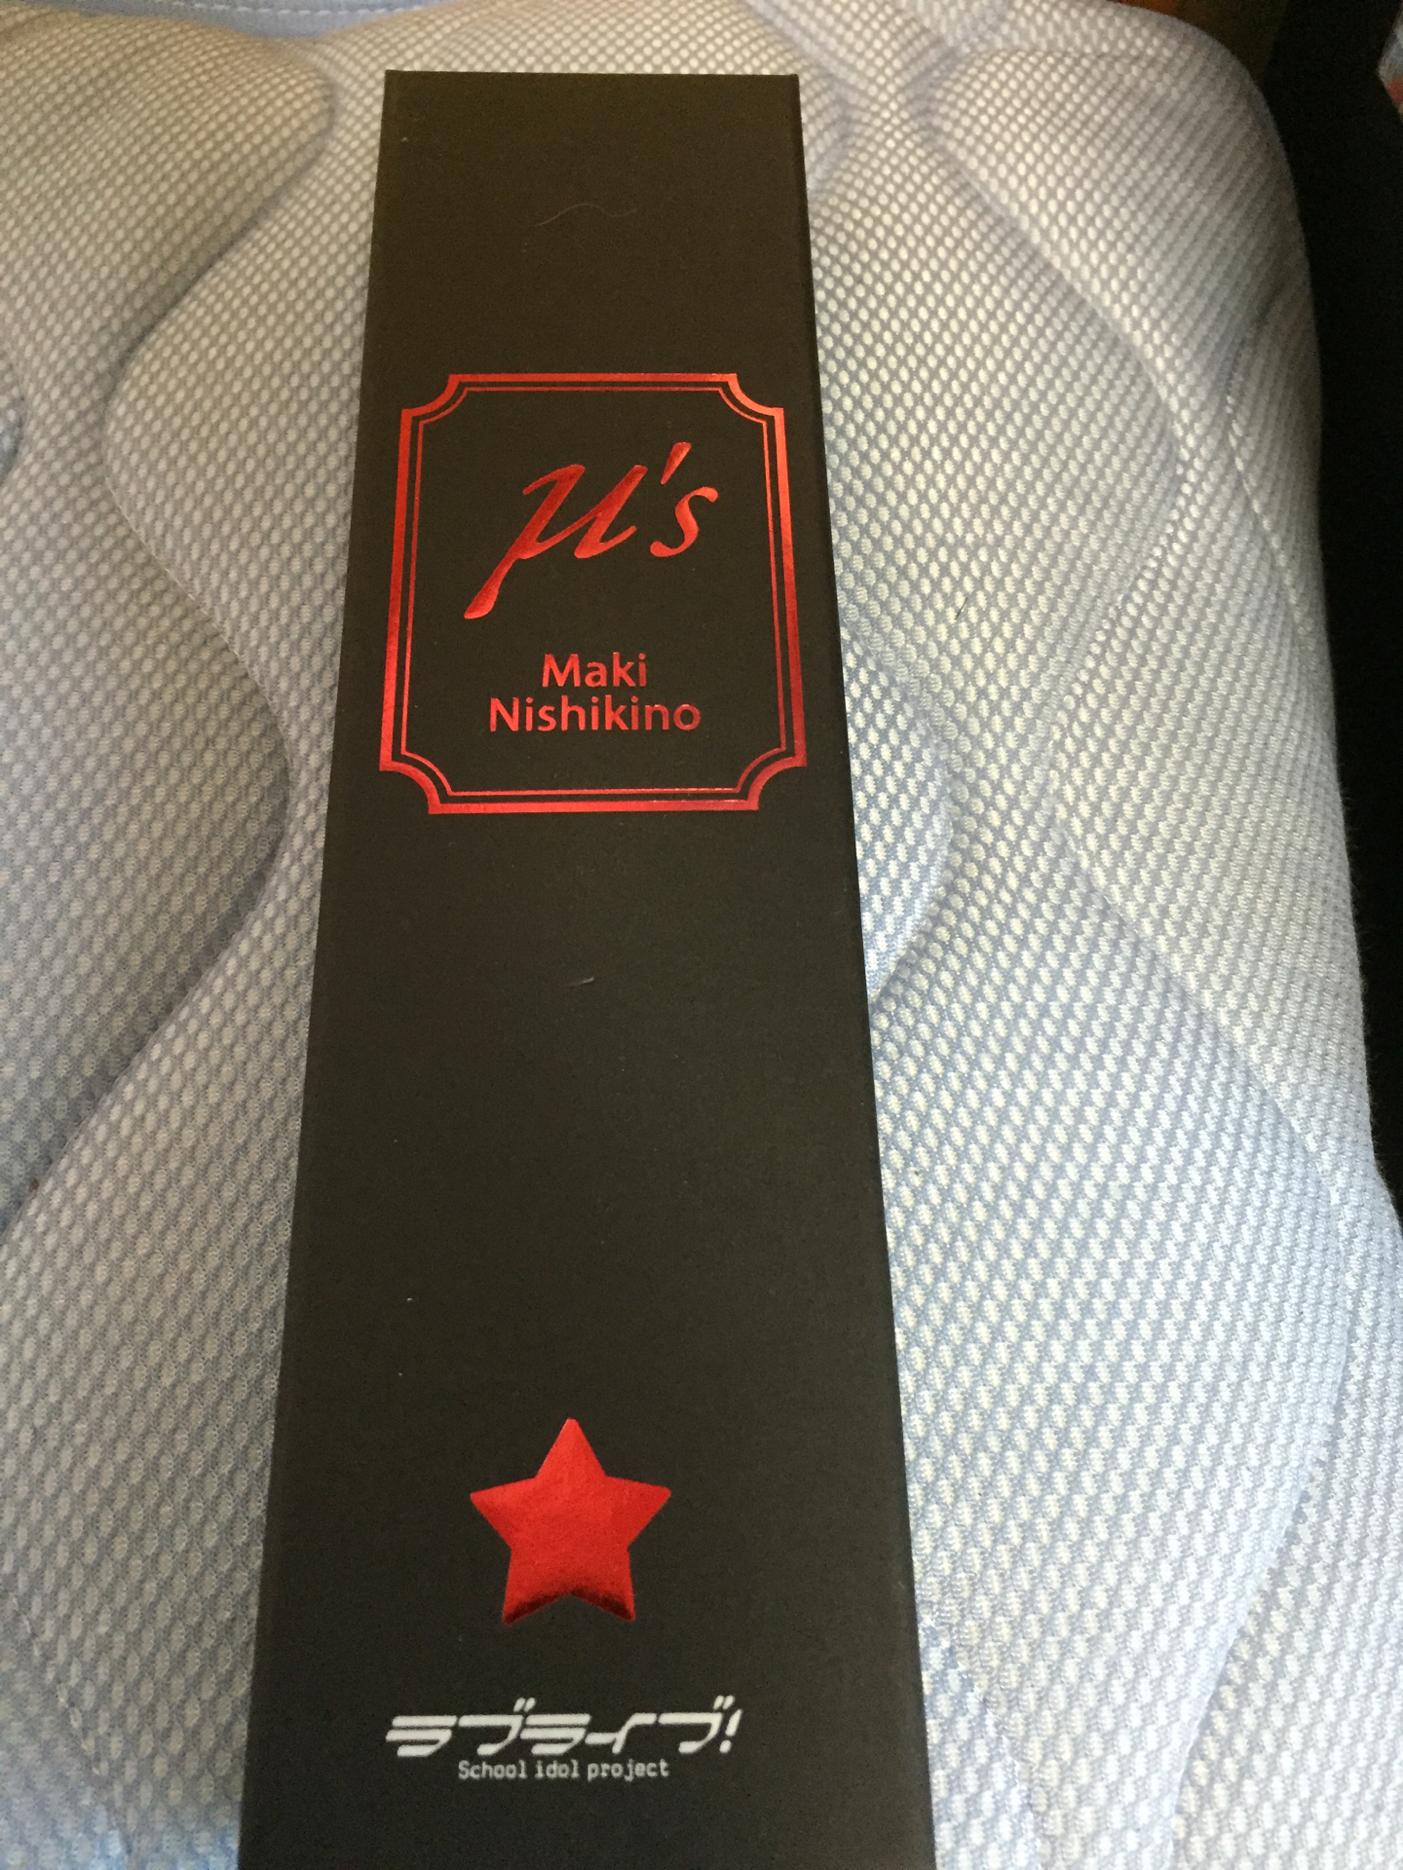 μ's
Maki
Nishikino
ラブライブ!
School idol project